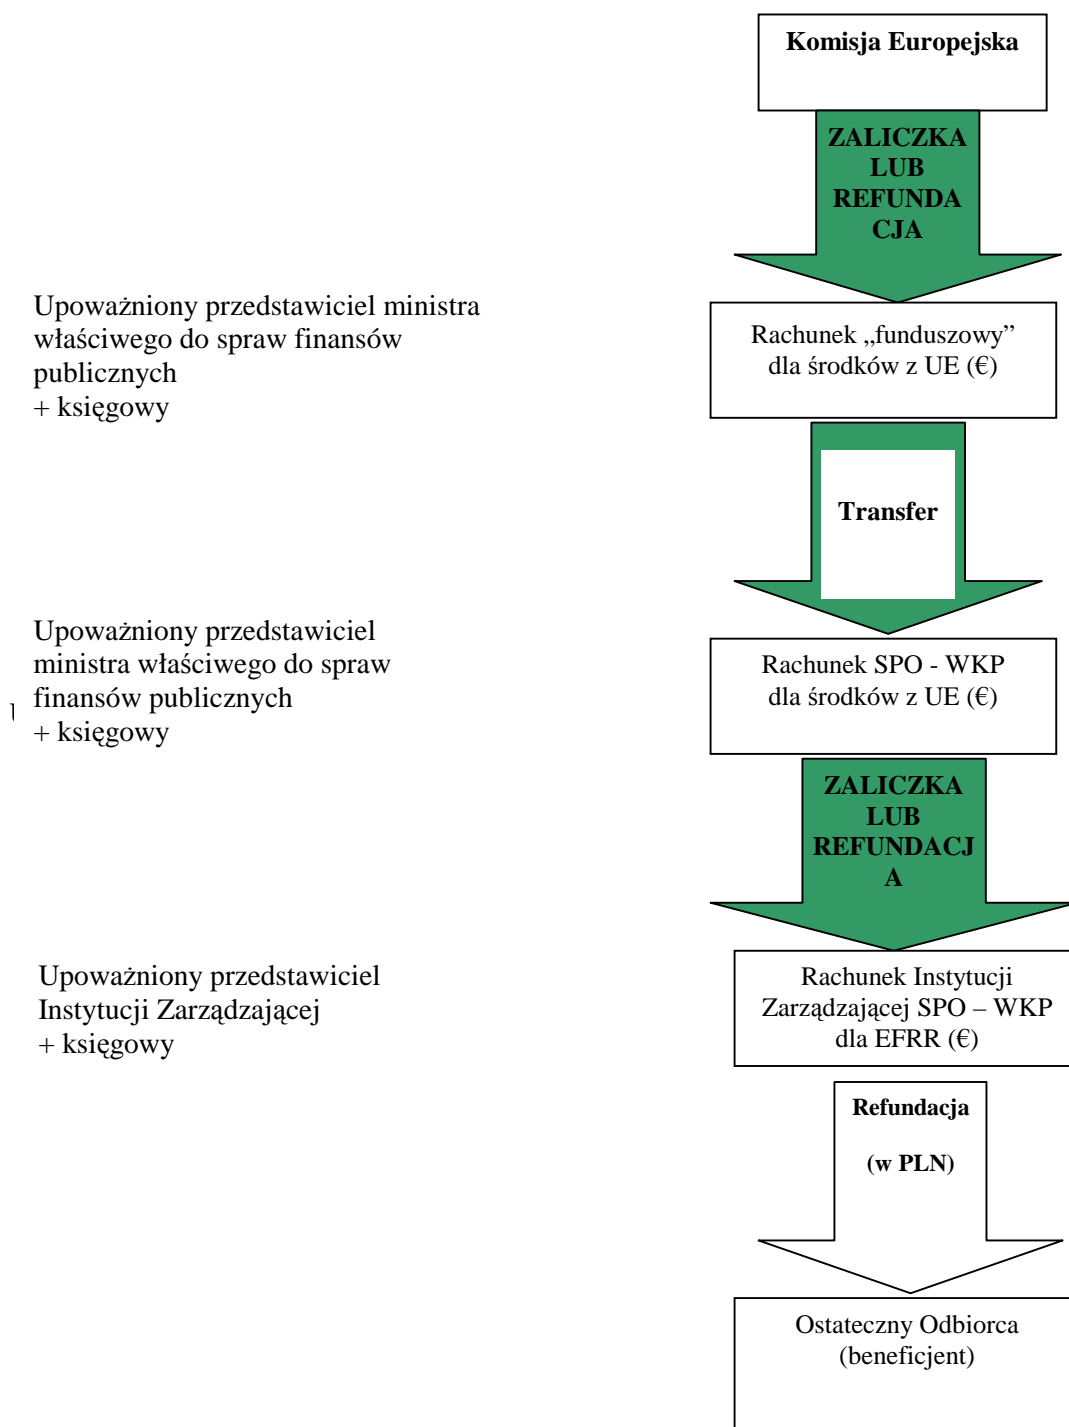 Komisja Europejska
ZALICZKA
LUB
REFUNDA
CJA
Upoważniony przedstawiciel ministra
właściwego do spraw finansów
publicznych
+ księgowy
Rachunek „funduszowy”
dla środków z UE (€)
Transfer
Upoważniony przedstawiciel
ministra właściwego do spraw
finansów publicznych
+ księgowy
Rachunek SPO - WKP
dla środków z UE (€)
ZALICZKA
LUB
REFUNDACJ
A
Upoważniony przedstawiciel
Instytucji Zarządzającej
+ księgowy
Rachunek Instytucji
Zarządzającej SPO – WKP
dla EFRR (€)
Refundacja
(w PLN)
Ostateczny Odbiorca
(beneficjent)